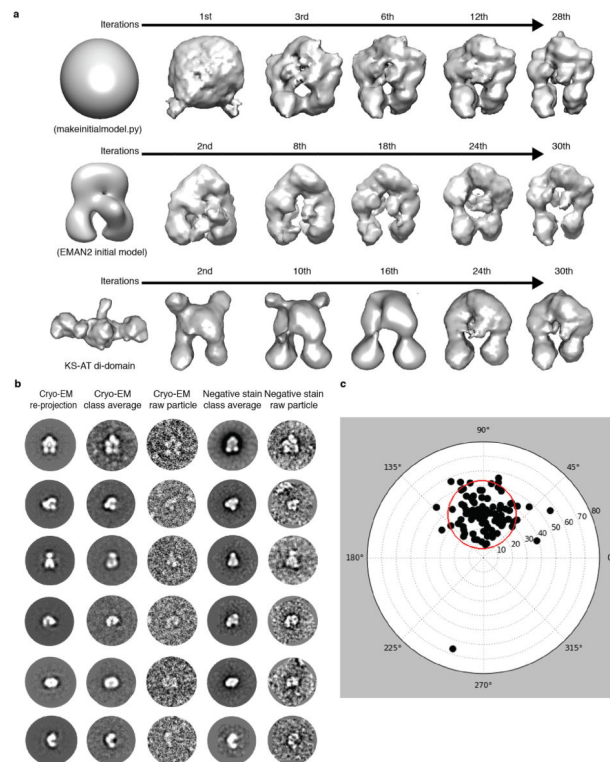 a
Iterations
1st 3rd 6th 12th 28th
(makeinitialmodel.py)
Iterations
2nd 8th 18th 24th 30th
(EMAN2 initial model)
Iterations
2nd 10th 16th 24th 30th
KS-AT di-domain
b
Cryo-EM Cryo-EM Cryo-EM Negative stain Negative stain
re-projection class average raw particle class average raw particle
c
90°
135° 45°
80
70
60
50
40
30
20
10
180° 0
225° 315°
270°